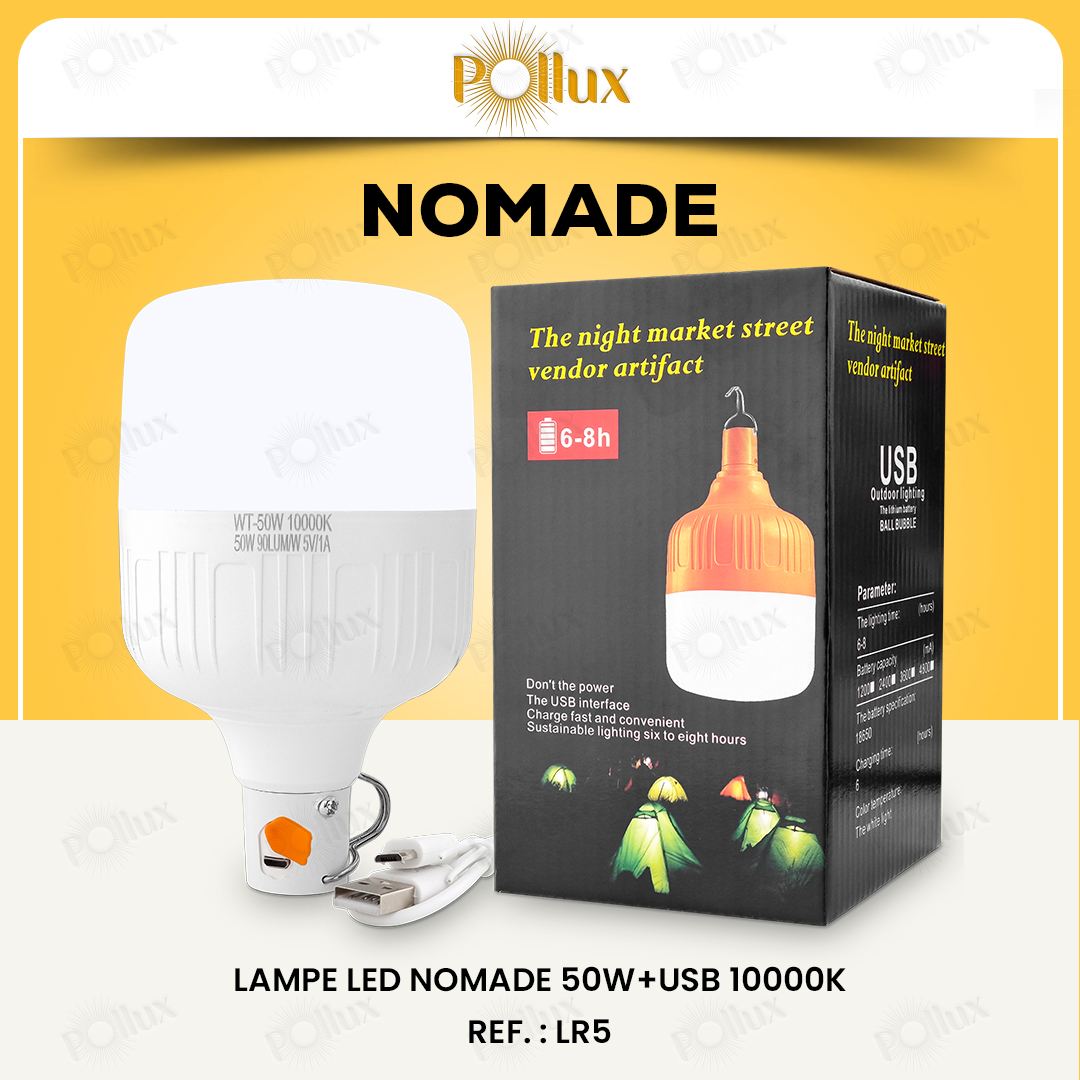 Pollux
NOMADE
The night market street
vendor artifact
6-8h
Don't the power
The USB interface
Charge fast and convenient
Sustainable lighting six to eight hours
The night market street
vendor artifact
USB
Outdoor lighting
The lithium battery
BALL BUBBLE
Parameter:
The lighting time: (hours)
6-8
Battery capacity (mA)
1200 2400 3600 4800
The battery specification:
18650
Charging time: (hours)
6
Color temperature:
The white light
WT-50W 10000K
50W 90LUM/W 5V/1A
LAMPE LED NOMADE 50W+USB 10000K
REF. : LR5